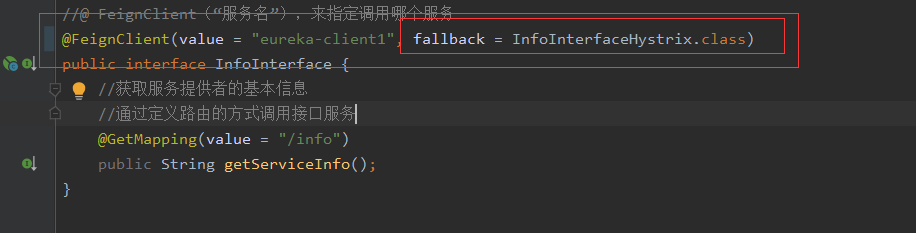 //@ FeignClient（“服务名”），来指定调用哪个服务
@FeignClient(value = "eureka-client1", fallback = InfoInterfaceHystrix.class)
public interface InfoInterface {
//获取服务提供者的基本信息
//通过定义路由的方式调用接口服务
@GetMapping(value = "/info")
public String getServiceInfo();
}